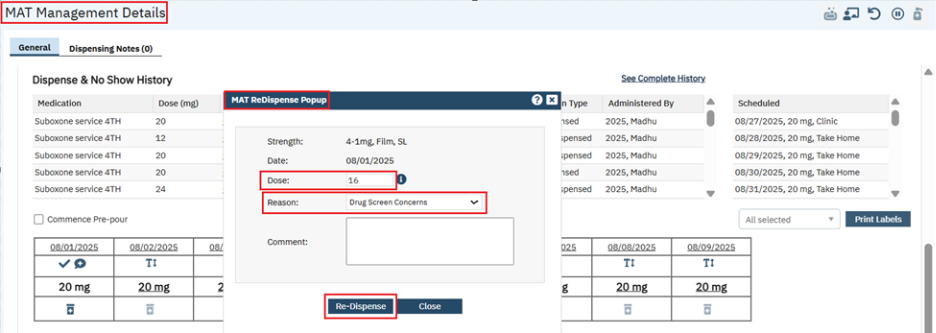 MAT Management Details
General Dispensing Notes (0)
Dispense & No Show History See Complete History
Medication Dose (mg) n Type Administered By Scheduled
Suboxone service 4TH 20 nsed 2025, Madhu 08/27/2025, 20 mg, Clinic
Suboxone service 4TH 12 spensed 2025, Madhu 08/28/2025, 20 mg, Take Home
Suboxone service 4TH 20 spensed 2025, Madhu 08/29/2025, 20 mg, Take Home
Suboxone service 4TH 20 spensed 2025, Madhu 08/30/2025, 20 mg, Take Home
Suboxone service 4TH 24 spensed 2025, Madhu 08/31/2025, 20 mg, Take Home
MAT ReDispense Popup
Strength: 4-1mg, Film, SL
Date: 08/01/2025
Dose: 16
Reason: Drug Screen Concerns
Comment:
Re-Dispense Close
Commence Pre-pour All selected Print Labels
08/01/2025 08/02/2025 08/ 2025 08/08/2025 08/09/2025
20 mg 20 mg 2 g 20 mg 20 mg